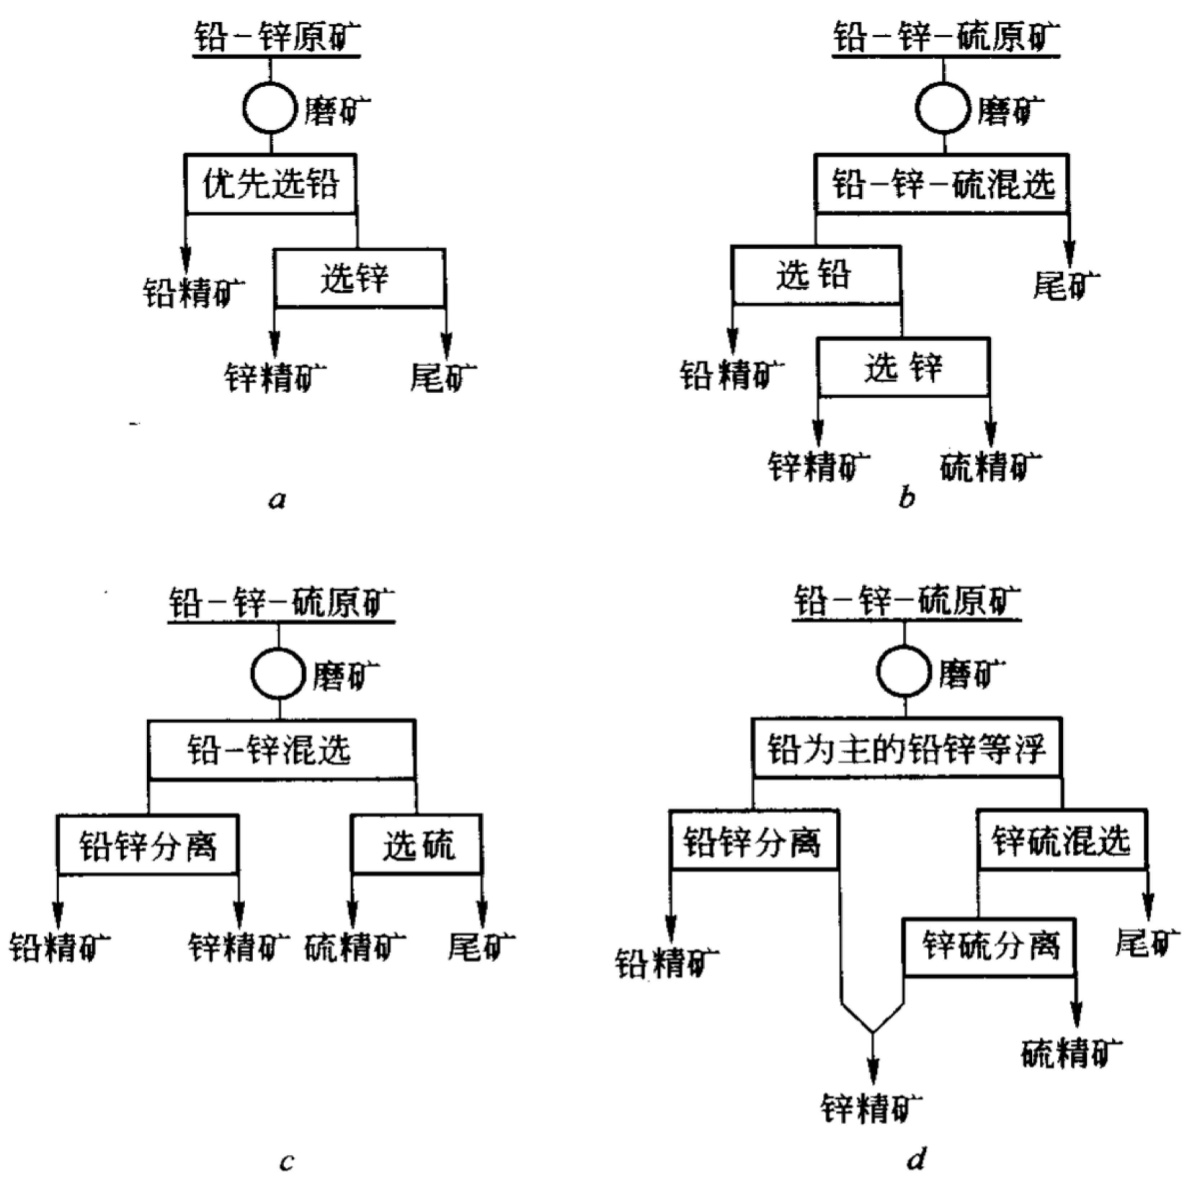 铅-锌原矿
磨矿
优先选铅
铅精矿
选锌
锌精矿
尾矿
a
铅-锌-硫原矿
磨矿
铅-锌-硫混选
尾矿
选铅
铅精矿
选锌
锌精矿
硫精矿
b
铅-锌-硫原矿
磨矿
铅-锌混选
铅锌分离
选硫
铅精矿
锌精矿
硫精矿
尾矿
c
铅-锌-硫原矿
磨矿
铅为主的铅锌等浮
铅锌分离
锌硫混选
铅精矿
锌硫分离
尾矿
硫精矿
锌精矿
d